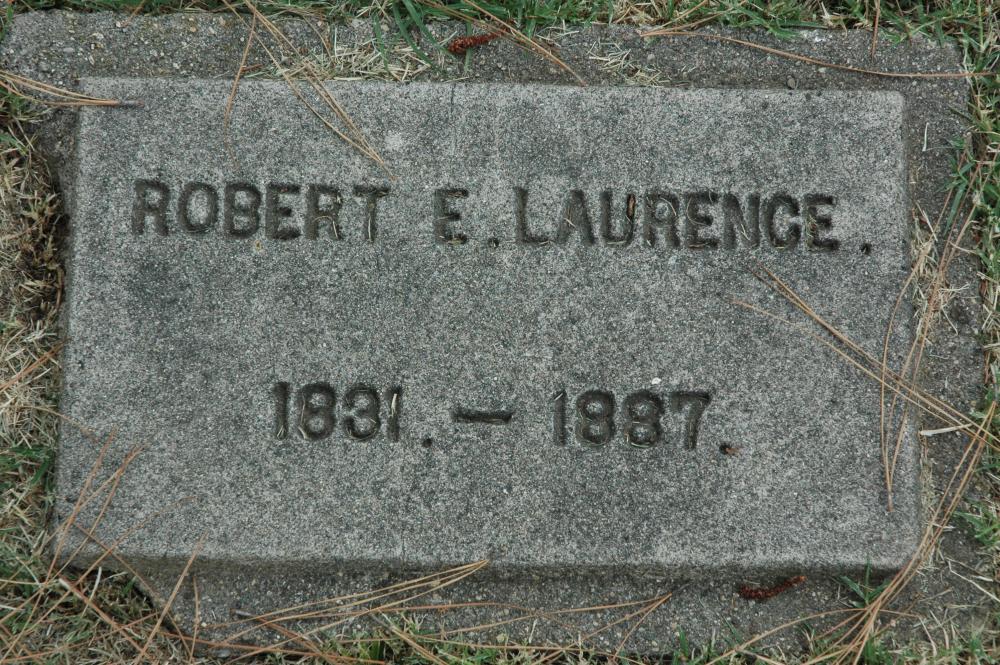 ROBERT E. LAURENCE.
1831. – 1887.